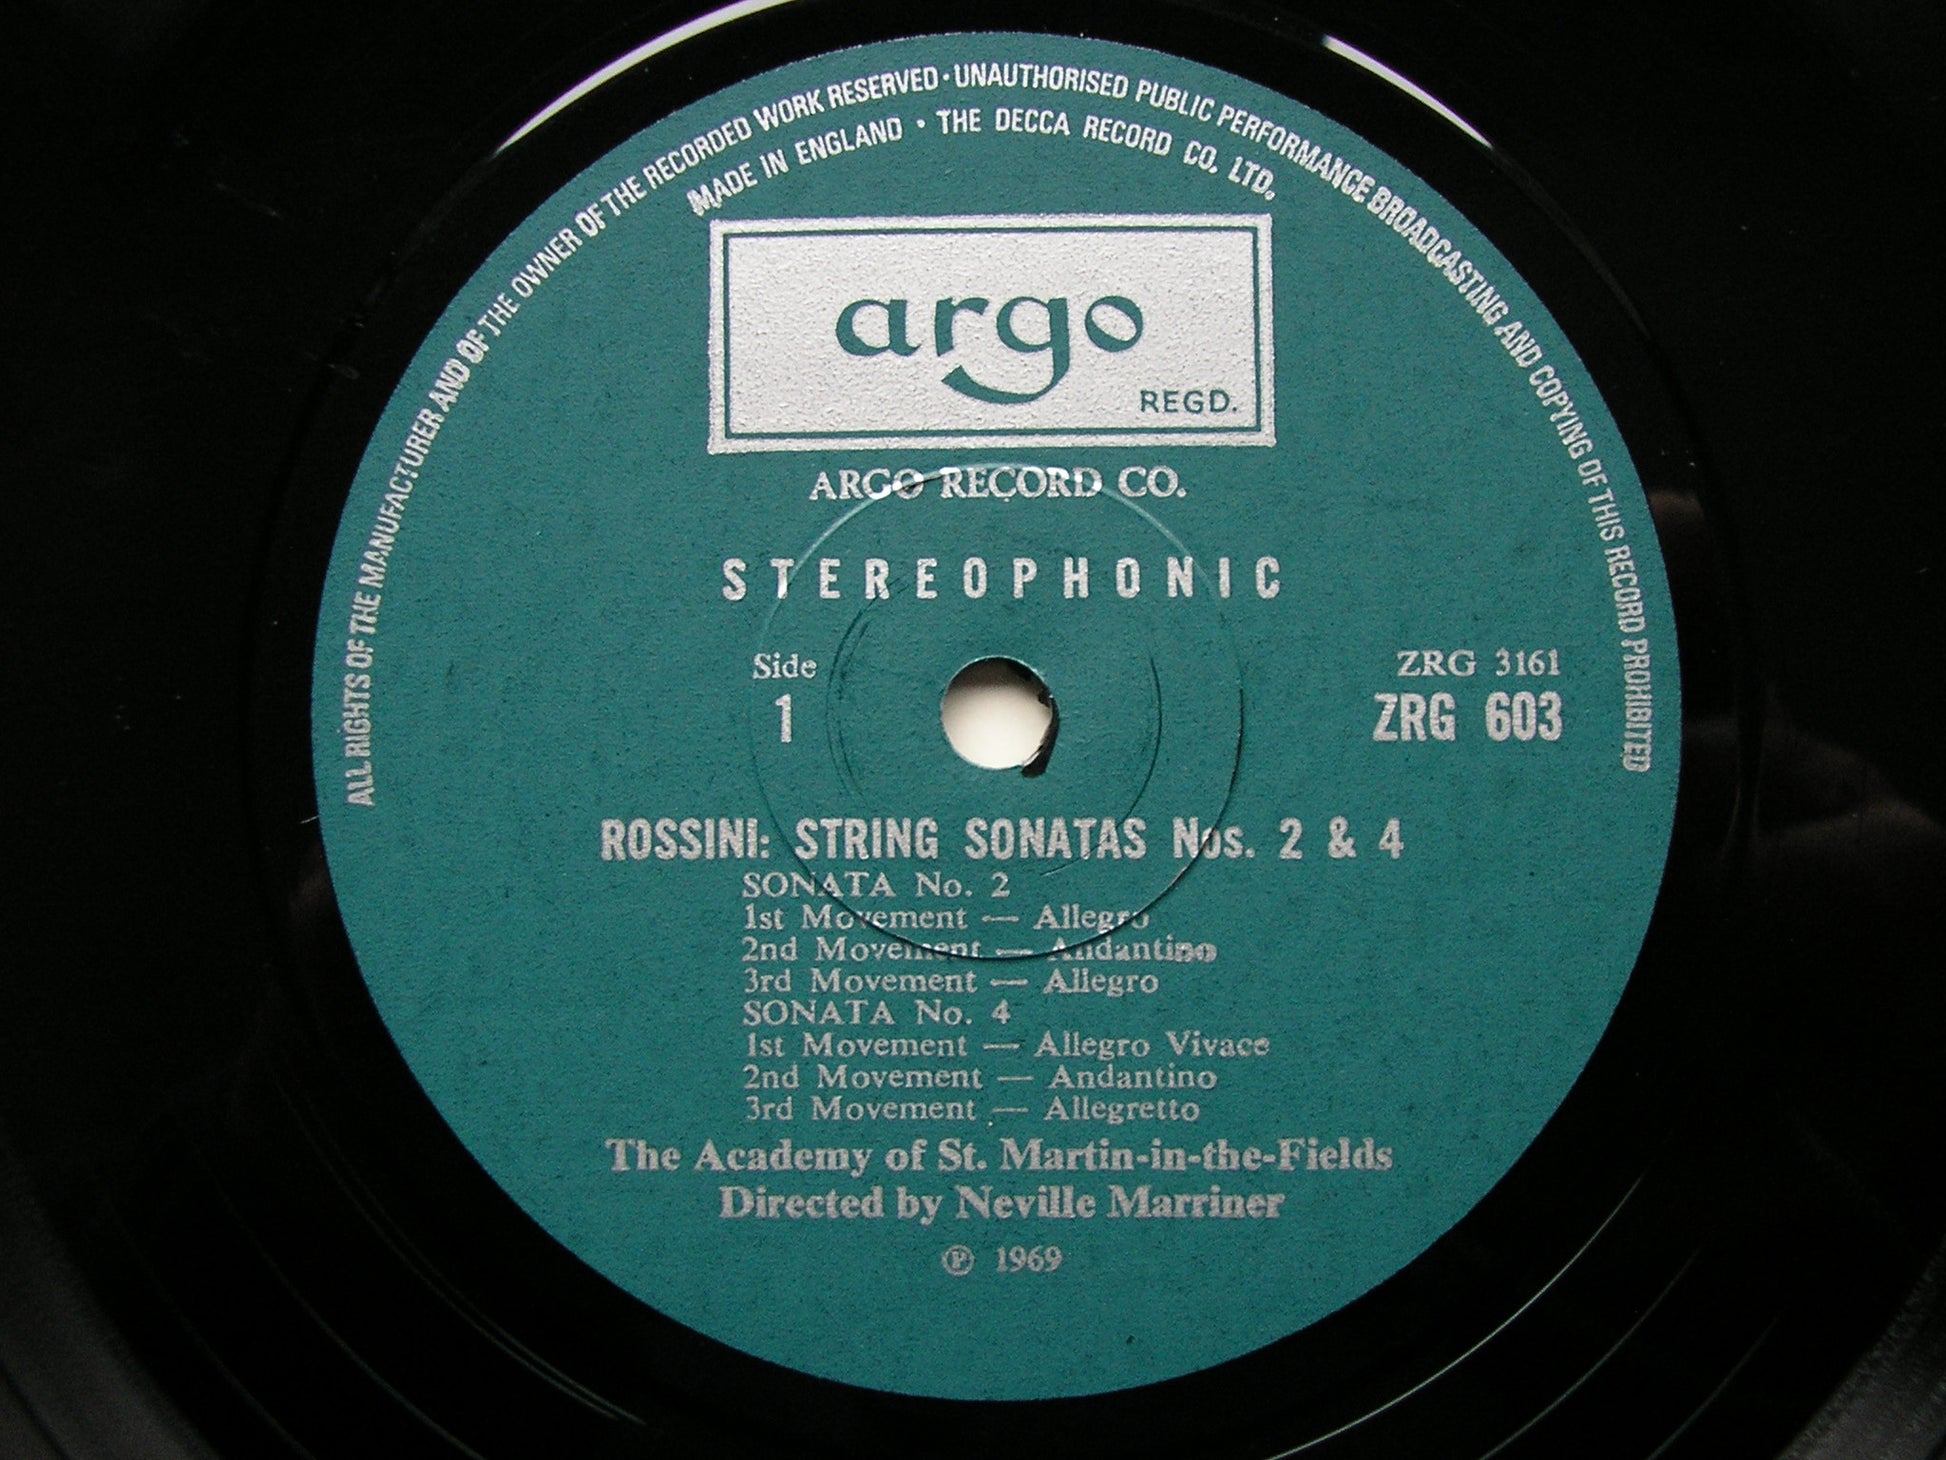 ALL RIGHTS OF THE MANUFACTURER AND OF THE OWNER OF THE RECORDED WORK RESERVED · UNAUTHORISED PUBLIC PERFORMANCE BROADCASTING AND COPYING OF THIS RECORD PROHIBITED
MADE IN ENGLAND · THE DECCA RECORD CO. LTD.
argo
REGD.
ARGO RECORD CO.
STEREOPHONIC
Side
1
ZRG 3161
ZRG 603
ROSSINI: STRING SONATAS Nos. 2 & 4
SONATA No. 2
1st Movement — Allegro
2nd Movement — Andantino
3rd Movement — Allegro
SONATA No. 4
1st Movement — Allegro Vivace
2nd Movement — Andantino
3rd Movement — Allegretto
The Academy of St. Martin-in-the-Fields
Directed by Neville Marriner
℗ 1969